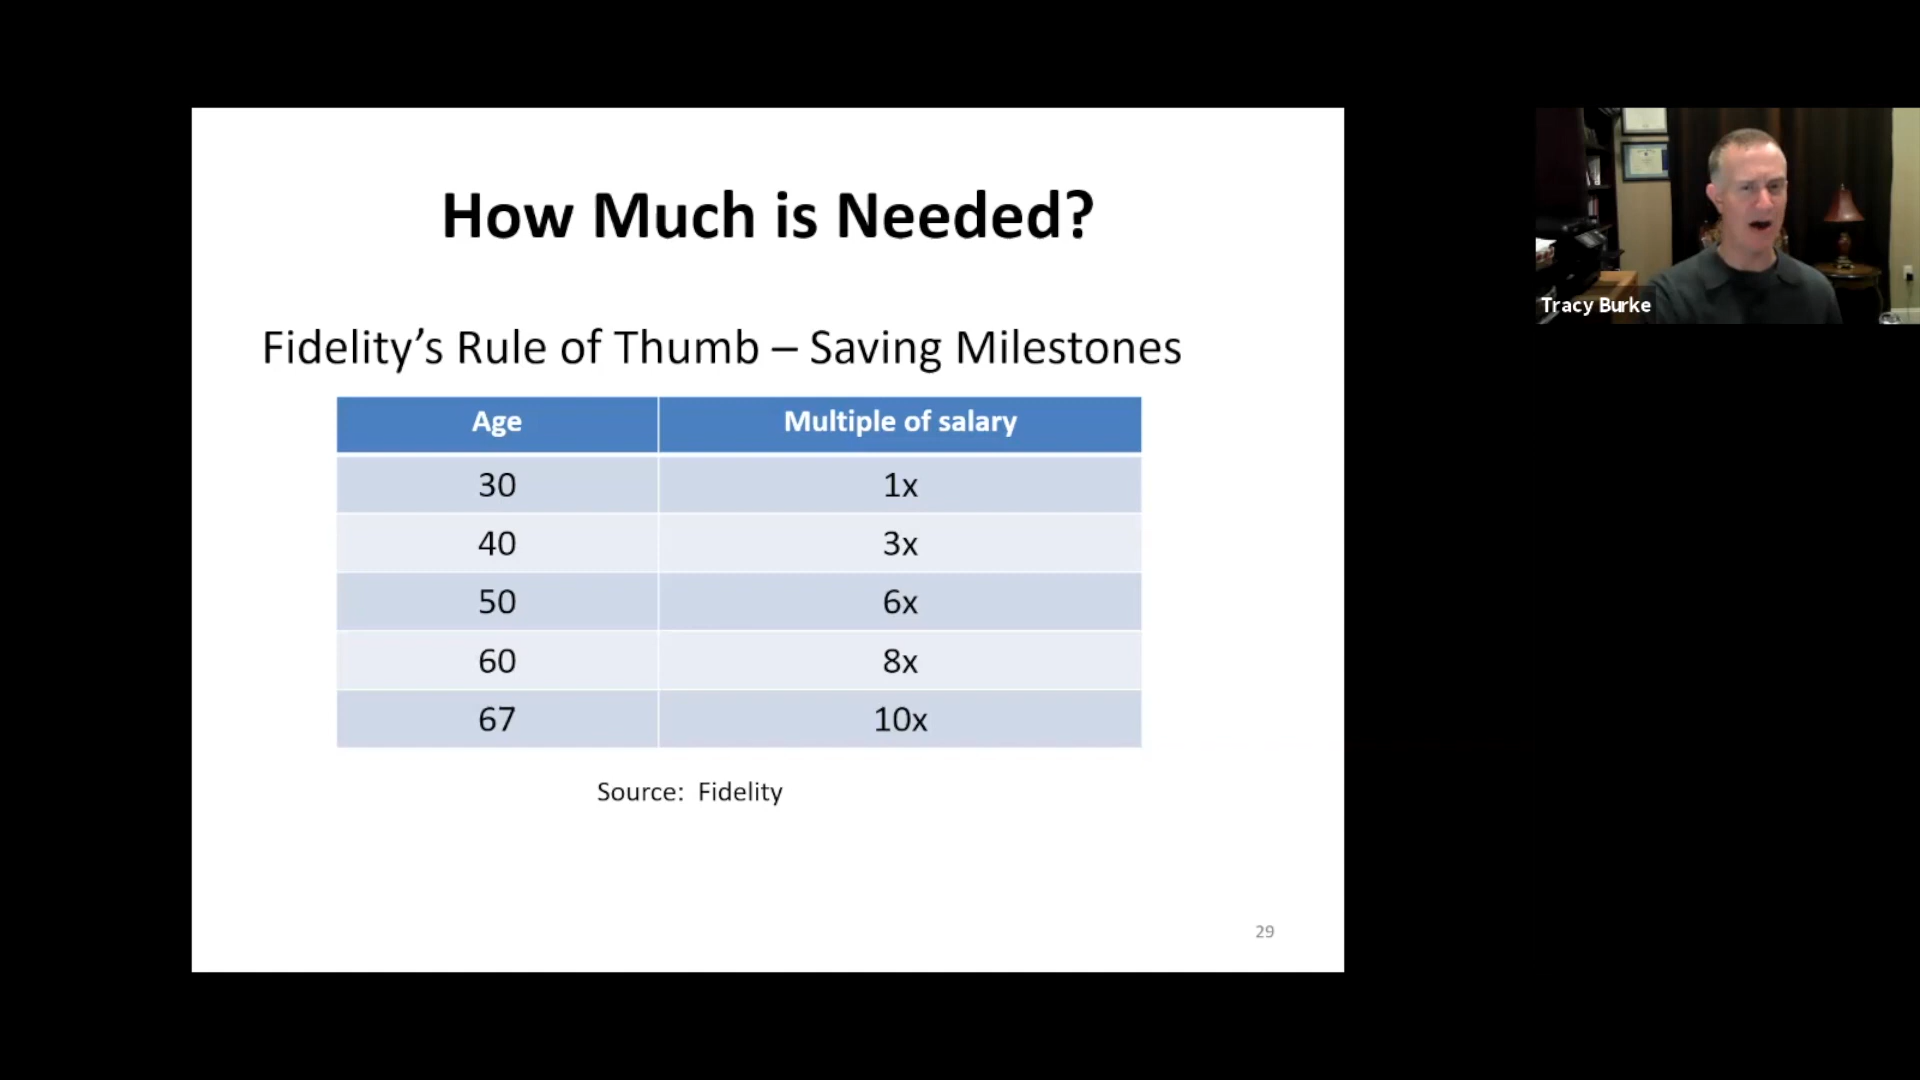 How Much is Needed?
Fidelity’s Rule of Thumb – Saving Milestones
Age Multiple of salary
30 1x
40 3x
50 6x
60 8x
67 10x
Source: Fidelity
29
Tracy Burke